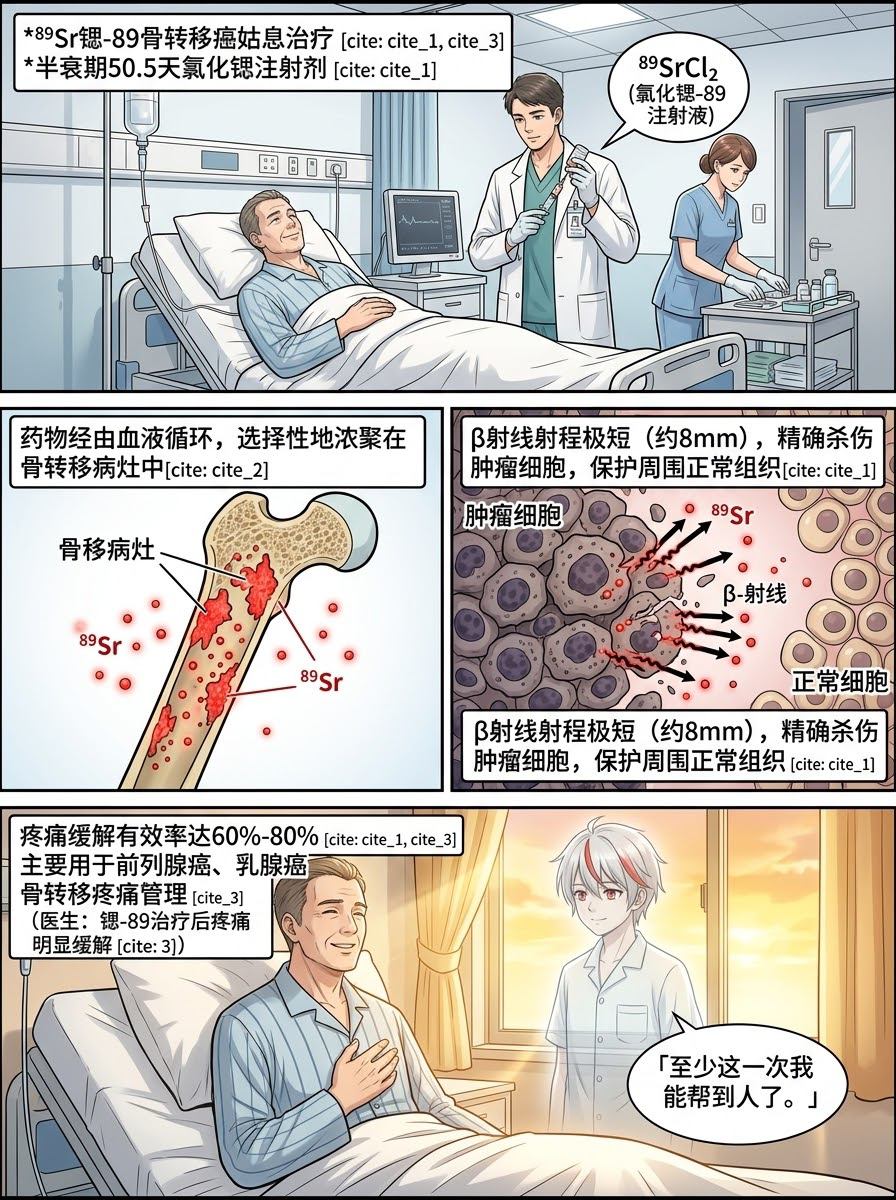 *⁸⁹Sr锶-89骨转移癌姑息治疗 [cite: cite_1, cite_3]
*半衰期50.5天氯化锶注射剂 [cite: cite_1]
⁸⁹SrCl₂
(氯化锶-89
注射液)
药物经由血液循环，选择性地浓聚在
骨转移病灶中[cite: cite_2]
骨移病灶
⁸⁹Sr
⁸⁹Sr
β射线射程极短（约8mm），精确杀伤
肿瘤细胞，保护周围正常组织[cite: cite_1]
肿瘤细胞
⁸⁹Sr
β-射线
正常细胞
β射线射程极短（约8mm），精确杀伤
肿瘤细胞，保护周围正常组织 [cite: cite_1]
疼痛缓解有效率达60%-80% [cite: cite_1, cite_3]
主要用于前列腺癌、乳腺癌
骨转移疼痛管理 [cite_3]
（医生：锶-89治疗后疼痛
明显缓解 [cite: 3]）
「至少这一次我
能帮到人了。」